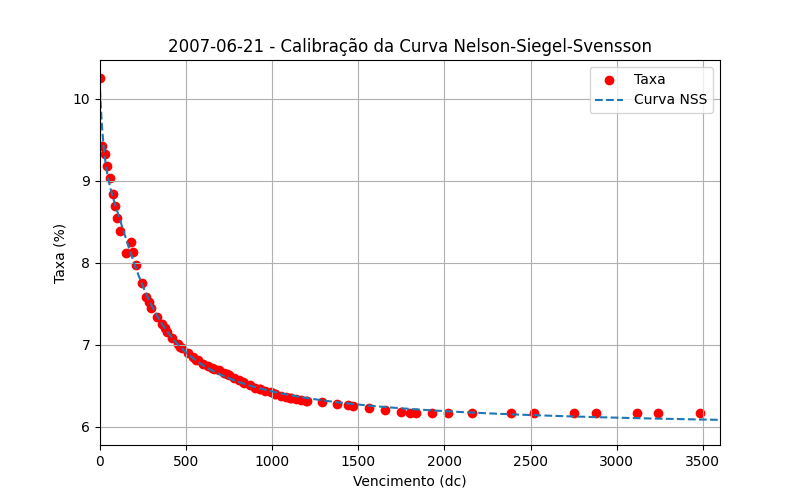 2007-06-21 - Calibração da Curva Nelson-Siegel-Svensson
Taxa
Curva NSS
Taxa (%)
10
9
8
7
6
0 500 1000 1500 2000 2500 3000 3500
Vencimento (dc)